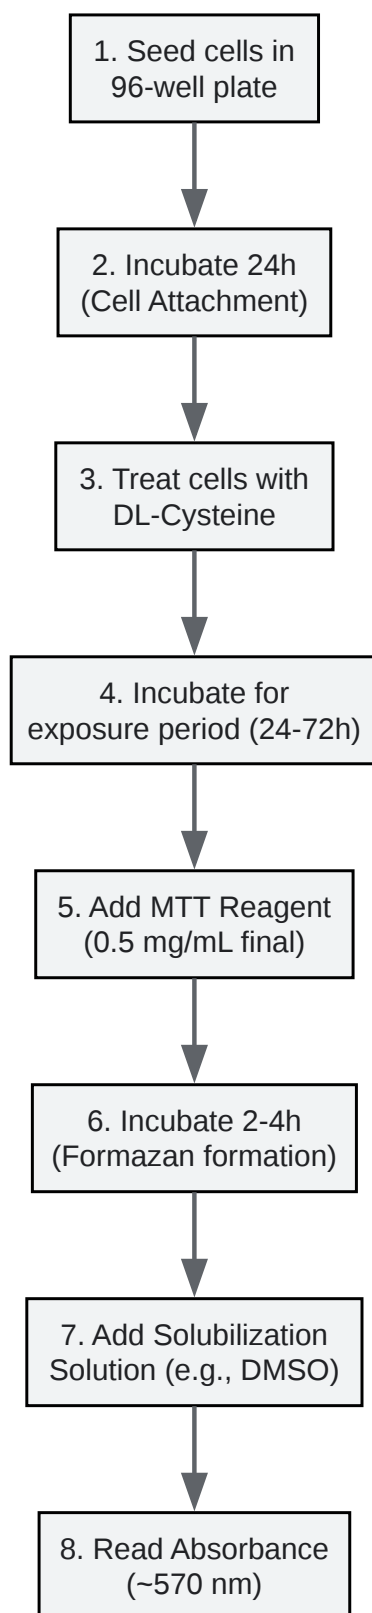 1. Seed cells in
96-well plate
2. Incubate 24h
(Cell Attachment)
3. Treat cells with
DL-Cysteine
4. Incubate for
exposure period (24-72h)
5. Add MTT Reagent
(0.5 mg/mL final)
6. Incubate 2-4h
(Formazan formation)
7. Add Solubilization
Solution (e.g., DMSO)
8. Read Absorbance
(~570 nm)